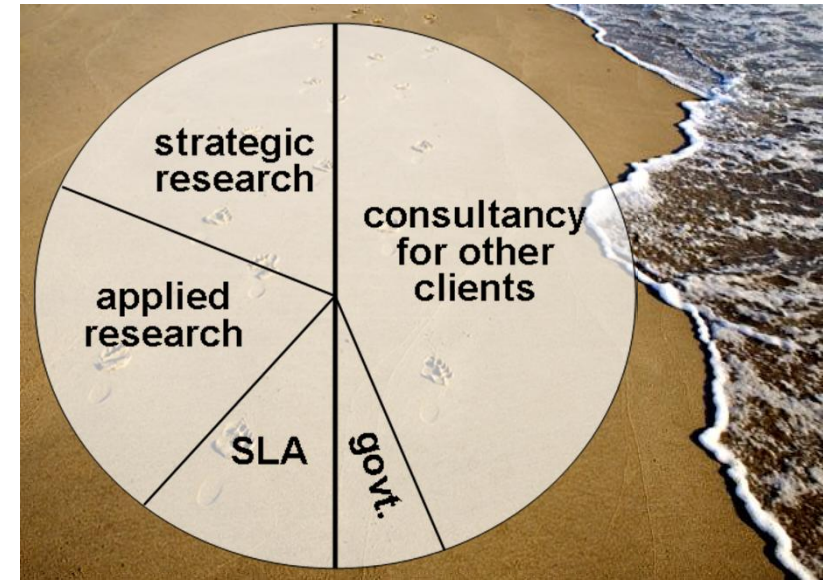 strategic
research
consultancy
for other
clients
applied
research
SLA
govt.